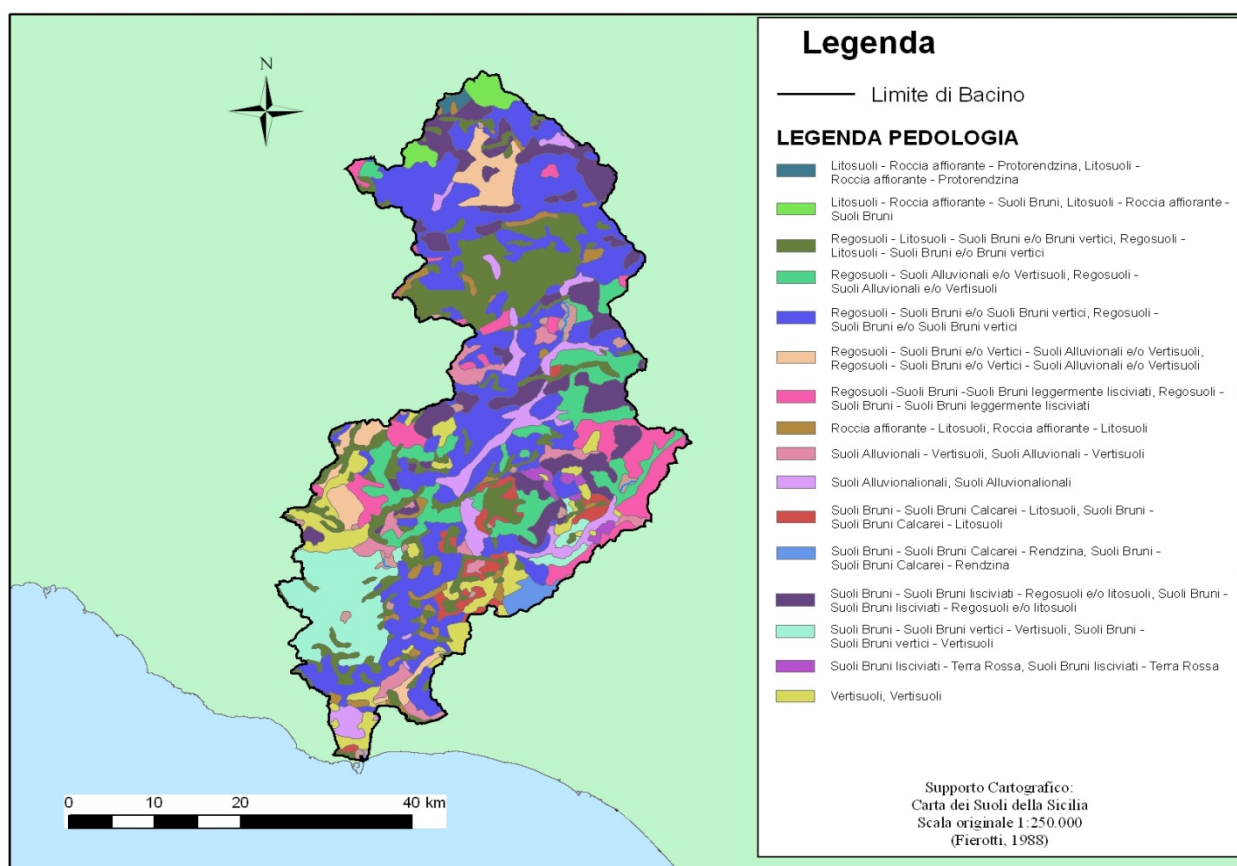 N
0 10 20 40 km
Legenda
Limite di Bacino
LEGENDA PEDOLOGIA
Litosuoli - Roccia affiorante - Protorendzina, Litosuoli -
Roccia affiorante - Protorendzina
Litosuoli - Roccia affiorante - Suoli Bruni, Litosuoli - Roccia affiorante -
Suoli Bruni
Regosuoli - Litosuoli - Suoli Bruni e/o Bruni vertici, Regosuoli -
Litosuoli - Suoli Bruni e/o Bruni vertici
Regosuoli - Suoli Alluvionali e/o Vertisuoli, Regosuoli -
Suoli Alluvionali e/o Vertisuoli
Regosuoli - Suoli Bruni e/o Suoli Bruni vertici, Regosuoli -
Suoli Bruni e/o Suoli Bruni vertici
Regosuoli - Suoli Bruni e/o Vertici - Suoli Alluvionali e/o Vertisuoli,
Regosuoli - Suoli Bruni e/o Vertici - Suoli Alluvionali e/o Vertisuoli
Regosuoli -Suoli Bruni -Suoli Bruni leggermente lisciviati, Regosuoli -
Suoli Bruni - Suoli Bruni leggermente lisciviati
Roccia affiorante - Litosuoli, Roccia affiorante - Litosuoli
Suoli Alluvionali - Vertisuoli, Suoli Alluvionali - Vertisuoli
Suoli Alluvionalionali, Suoli Alluvionalionali
Suoli Bruni - Suoli Bruni Calcarei - Litosuoli, Suoli Bruni -
Suoli Bruni Calcarei - Litosuoli
Suoli Bruni - Suoli Bruni Calcarei - Rendzina, Suoli Bruni -
Suoli Bruni Calcarei - Rendzina
Suoli Bruni - Suoli Bruni lisciviati - Regosuoli e/o litosuoli, Suoli Bruni -
Suoli Bruni lisciviati - Regosuoli e/o litosuoli
Suoli Bruni - Suoli Bruni vertici - Vertisuoli, Suoli Bruni -
Suoli Bruni vertici - Vertisuoli
Suoli Bruni lisciviati - Terra Rossa, Suoli Bruni lisciviati - Terra Rossa
Vertisuoli, Vertisuoli
Supporto Cartografico:
Carta dei Suoli della Sicilia
Scala originale 1:250.000
(Fierotti, 1988)